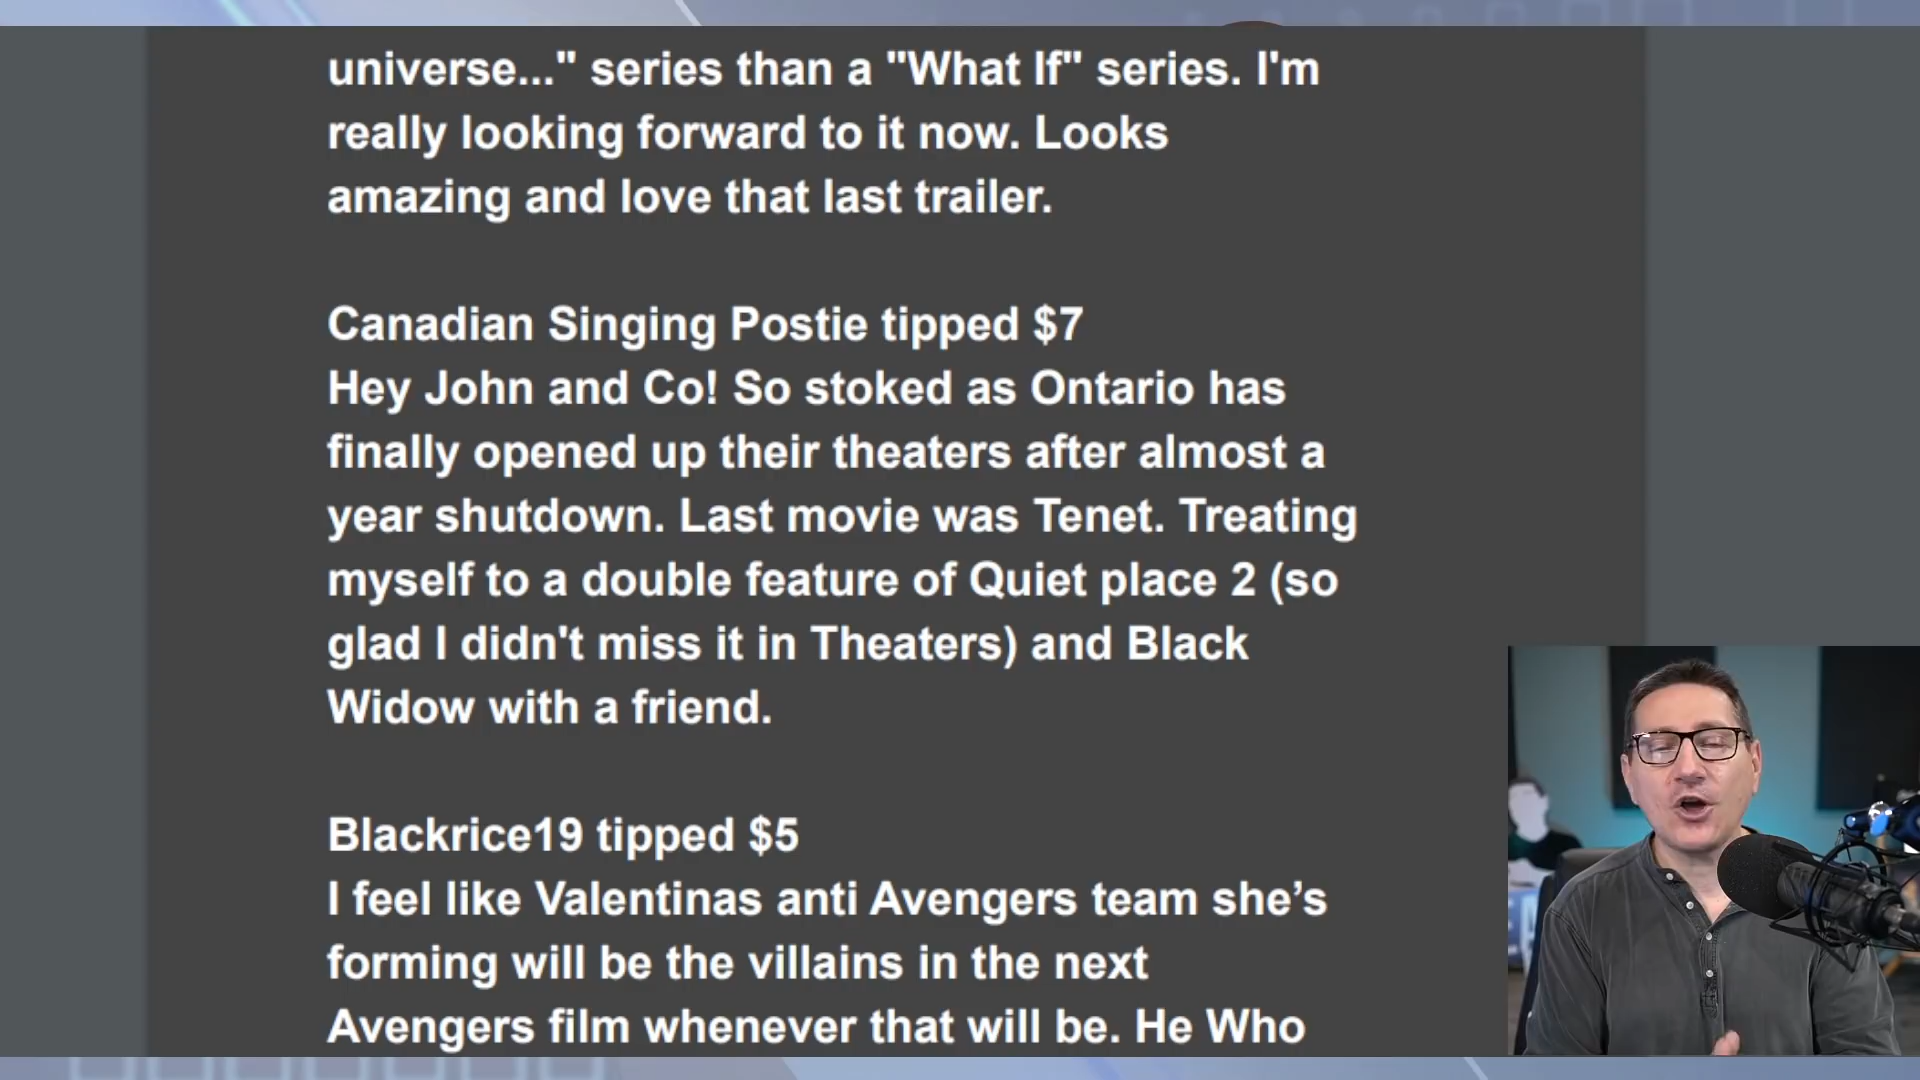 universe..." series than a "What If" series. I'm
really looking forward to it now. Looks
amazing and love that last trailer.
Canadian Singing Postie tipped $7
Hey John and Co! So stoked as Ontario has
finally opened up their theaters after almost a
year shutdown. Last movie was Tenet. Treating
myself to a double feature of Quiet place 2 (so
glad I didn't miss it in Theaters) and Black
Widow with a friend.
Blackrice19 tipped $5
I feel like Valentinas anti Avengers team she’s
forming will be the villains in the next
Avengers film whenever that will be. He Who